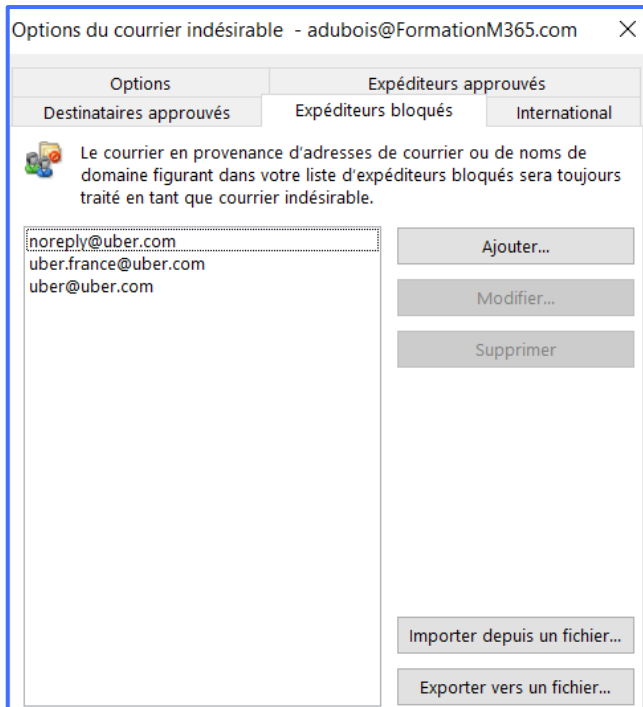 Options du courrier indésirable - adubois@FormationM365.com
Options
Expéditeurs approuvés
Destinataires approuvés
Expéditeurs bloqués
International
Le courrier en provenance d'adresses de courrier ou de noms de
domaine figurant dans votre liste d'expéditeurs bloqués sera toujours
traité en tant que courrier indésirable.
noreply@uber.com
uber.france@uber.com
uber@uber.com
Ajouter...
Modifier...
Supprimer
Importer depuis un fichier...
Exporter vers un fichier...